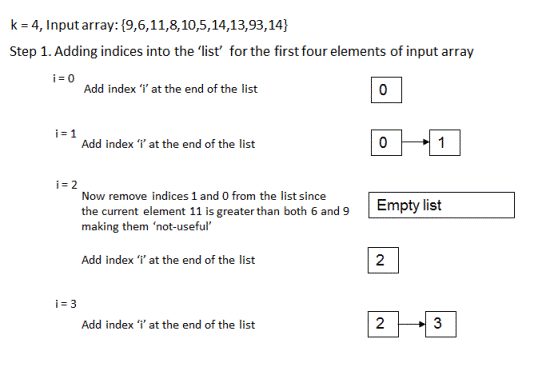 k = 4, Input array: {9,6,11,8,10,5,14,13,93,14}
Step 1. Adding indices into the ‘list’ for the first four elements of input array
i = 0
Add index ‘i’ at the end of the list
0
i = 1
Add index ‘i’ at the end of the list
0 1
i = 2
Now remove indices 1 and 0 from the list since
the current element 11 is greater than both 6 and 9
making them ‘not-useful’
Empty list
Add index ‘i’ at the end of the list
2
i = 3
Add index ‘i’ at the end of the list
2 3